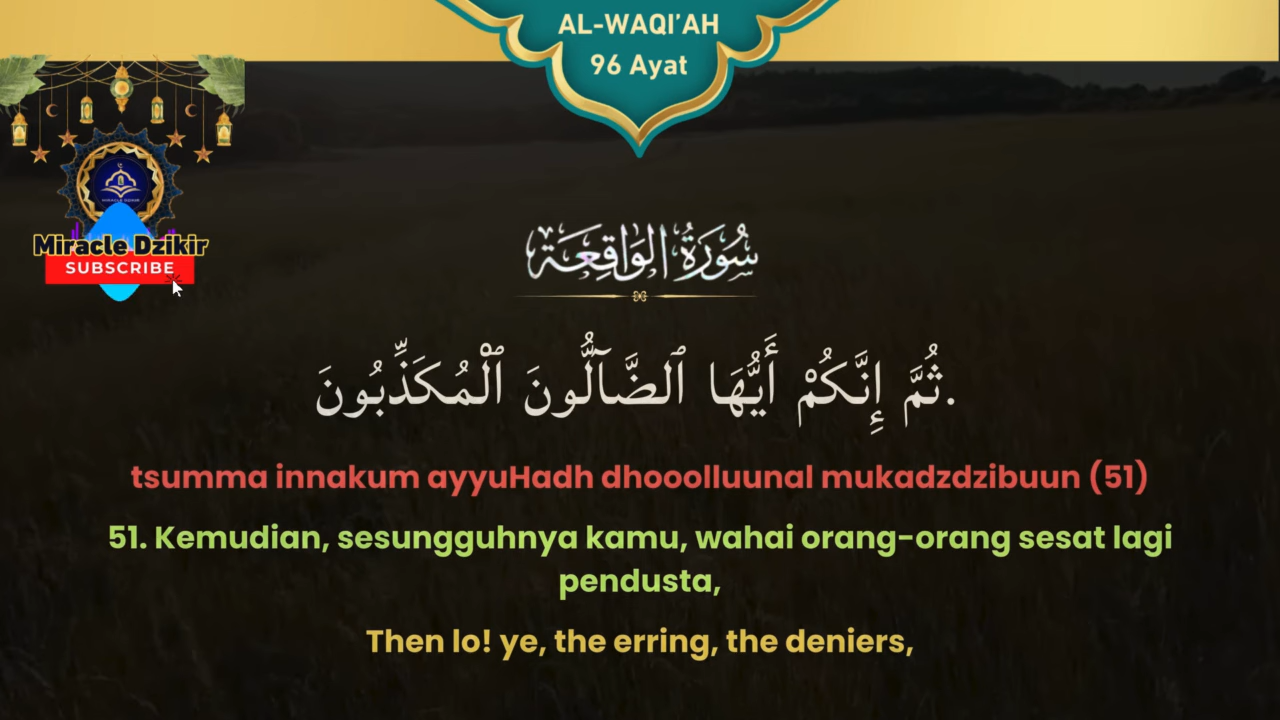 AL-WAQI’AH
96 Ayat
Miracle Dzikir
SUBSCRIBE
سُوْرَةُ الوَاقِعَة
ثُمَّ إِنَّكُمْ أَيُّهَا ٱلضَّآلُّونَ ٱلْمُكَذِّبُونَ.
tsumma innakum ayyuHadh dhooolluunal mukadzdzibuun (51)
51. Kemudian, sesungguhnya kamu, wahai orang-orang sesat lagi
pendusta,
Then lo! ye, the erring, the deniers,